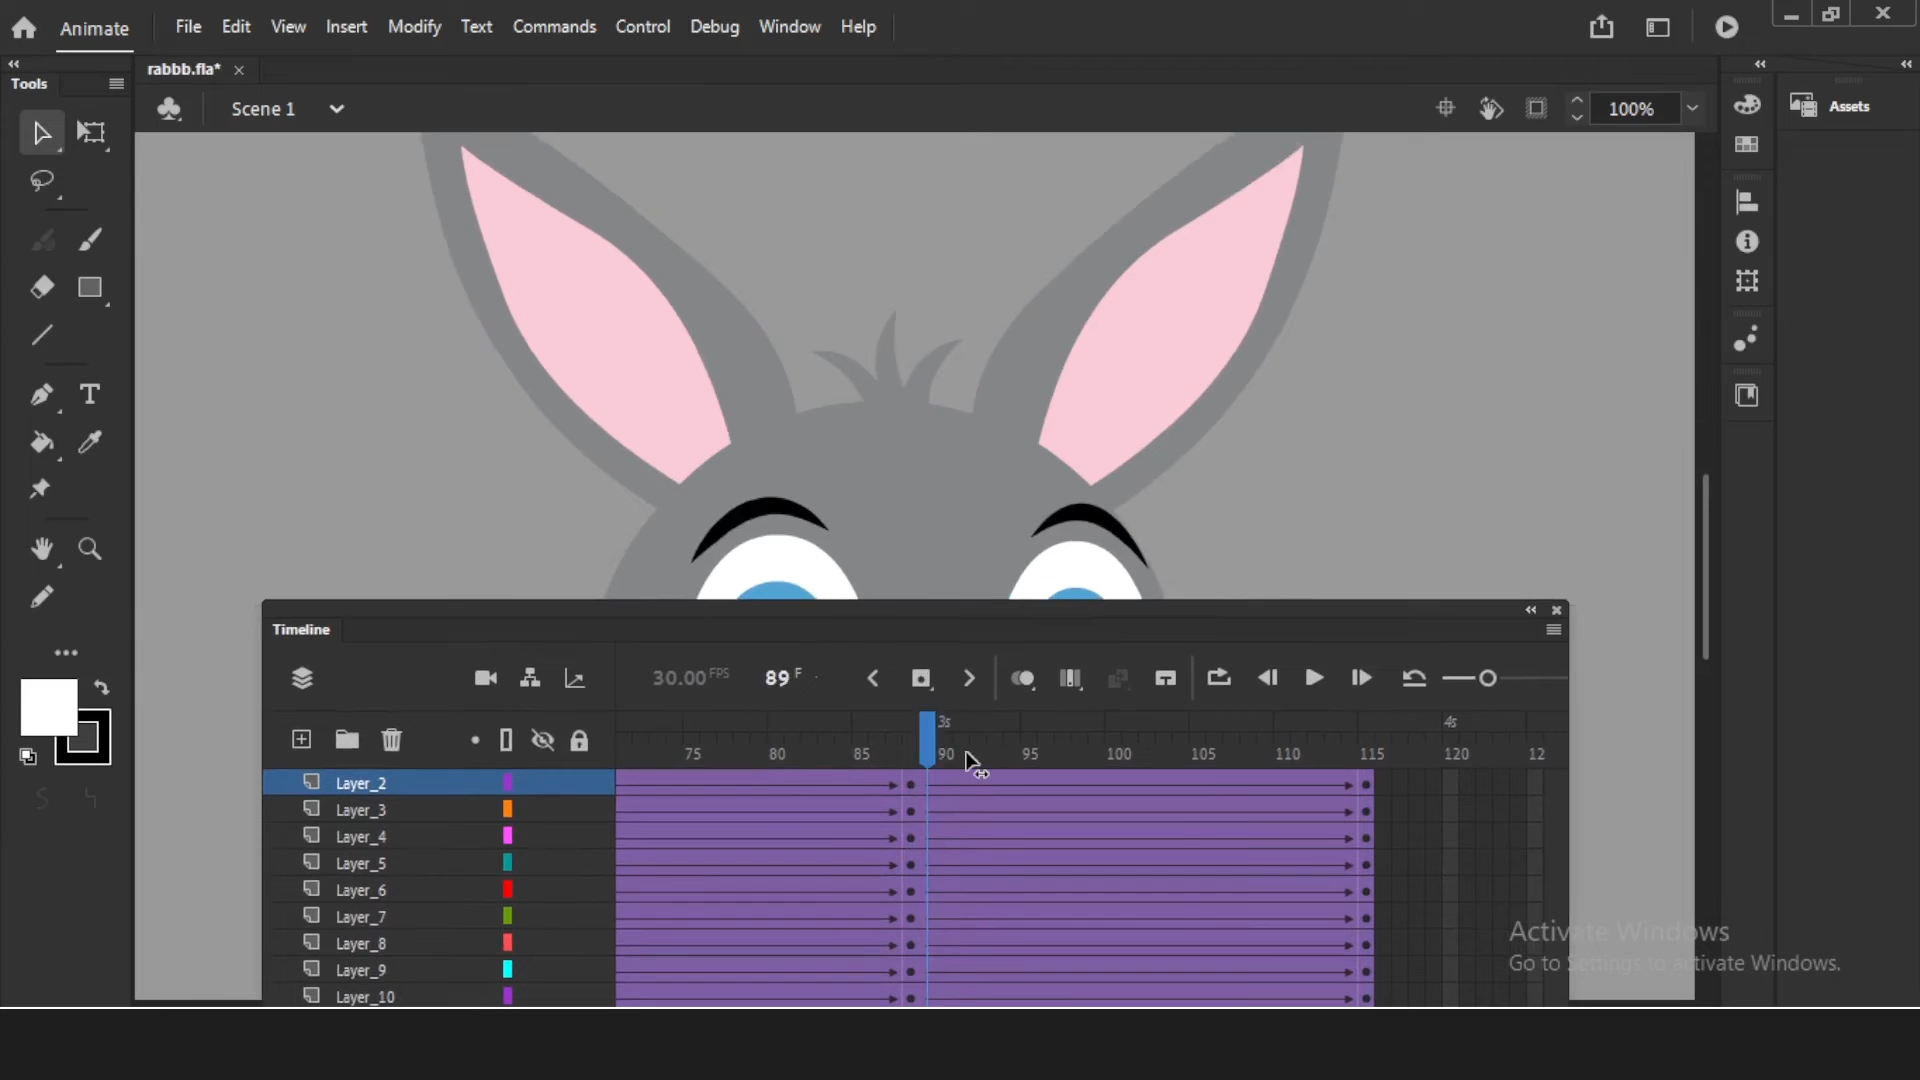 Animate File Edit View Insert Modify Text Commands Control Debug Window Help
Tools rabbb.fla*
Scene 1 100% Assets
T
Timeline
30.00 FPS 89 F
3s 4s
75 80 85 90 95 100 105 110 115 120 12
Layer_2
Layer_3
Layer_4
Layer_5
Layer_6
Layer_7
Layer_8
Layer_9
Layer_10
Activate Windows
Go to Settings to activate Windows.